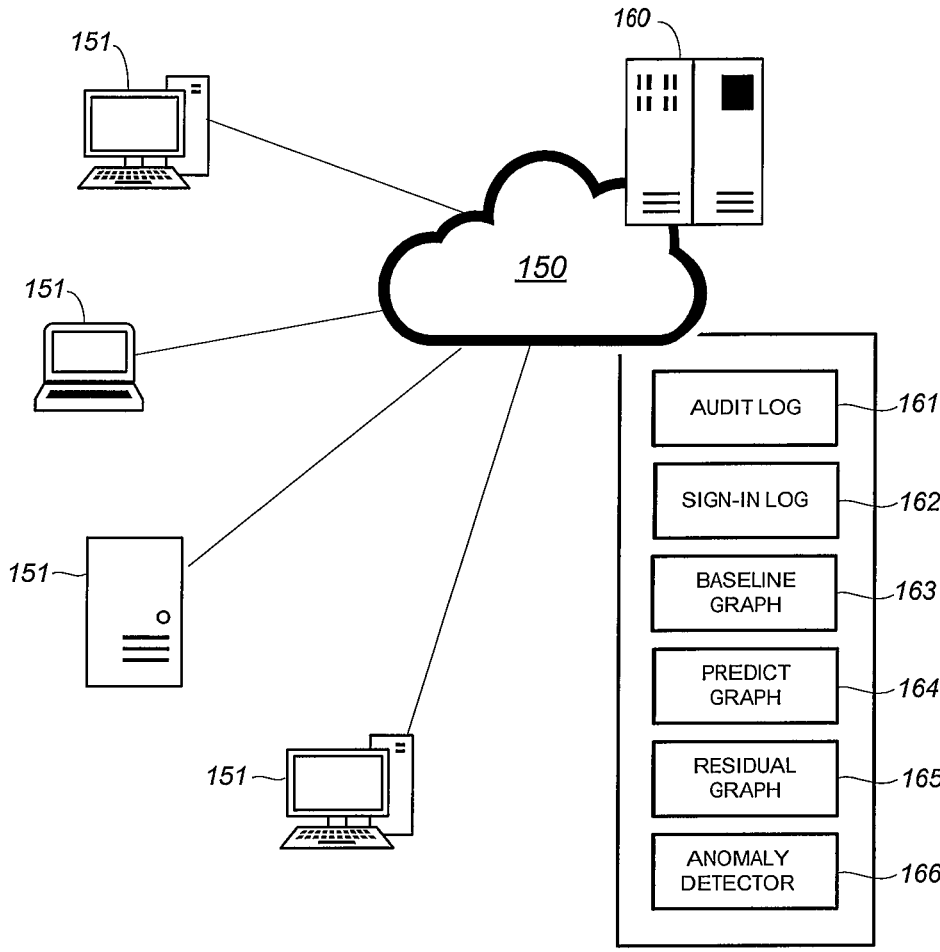 151
160
150
151
AUDIT LOG
161
SIGN-IN LOG
162
151
BASELINE
GRAPH
163
PREDICT
GRAPH
164
151
RESIDUAL
GRAPH
165
ANOMALY
DETECTOR
166